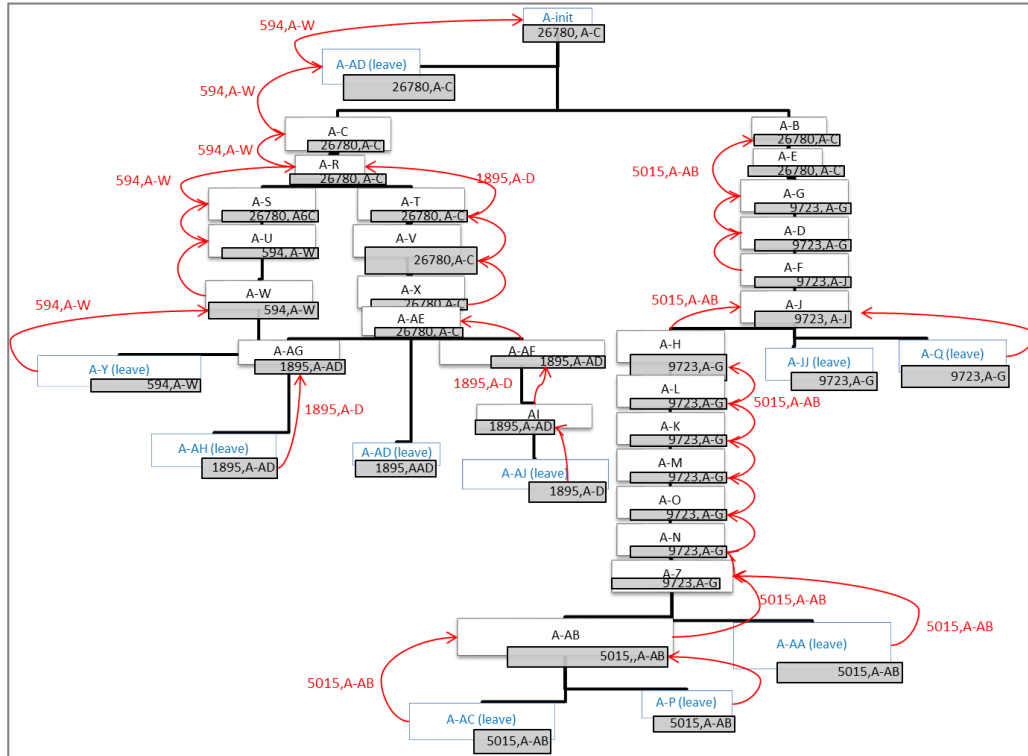 A-init
594,A-W
26780, A-C
A-AD (leave)
26780,A-C
594,A-W
A-C
26780,A-C
A-B
26780,A-C
594,A-W
A-R
26780,A-C
A-E
26780,A-C
594,A-W
1895,A-D
5015,A-AB
A-S
26780, A6C
A-T
26780, A-C
A-G
9723, A-G
A-U
594, A-W
A-V
26780,A-C
A-D
9723,A-G
A-F
9723,A-J
A-W
594,A-W
A-X
26780,A-C
5015,A-AB
A-J
9723, A-J
594,A-W
A-AE
26780, A-C
A-AG
1895,A-AD
A-AF
1895,A-AD
A-H
9723,A-G
A-JJ (leave)
9723,A-G
A-Q (leave)
9723,A-G
A-Y (leave)
594,A-W
1895,A-D
1895,A-D
A-L
9723,A-G
5015,A-AB
AI
1895,A-AD
A-K
9723,A-G
A-AH (leave)
1895,A-AD
A-AD (leave)
1895,AAD
A-AJ (leave)
1895,A-D
A-M
9723,A-G
A-O
9723, A-G
A-N
9723,A-G
A-Z
9723,A-G
5015,A-AB
A-AB
5015,,A-AB
A-AA (leave)
5015,A-AB
5015,A-AB
5015,A-AB
A-AC (leave)
5015,A-AB
A-P (leave)
5015,A-AB